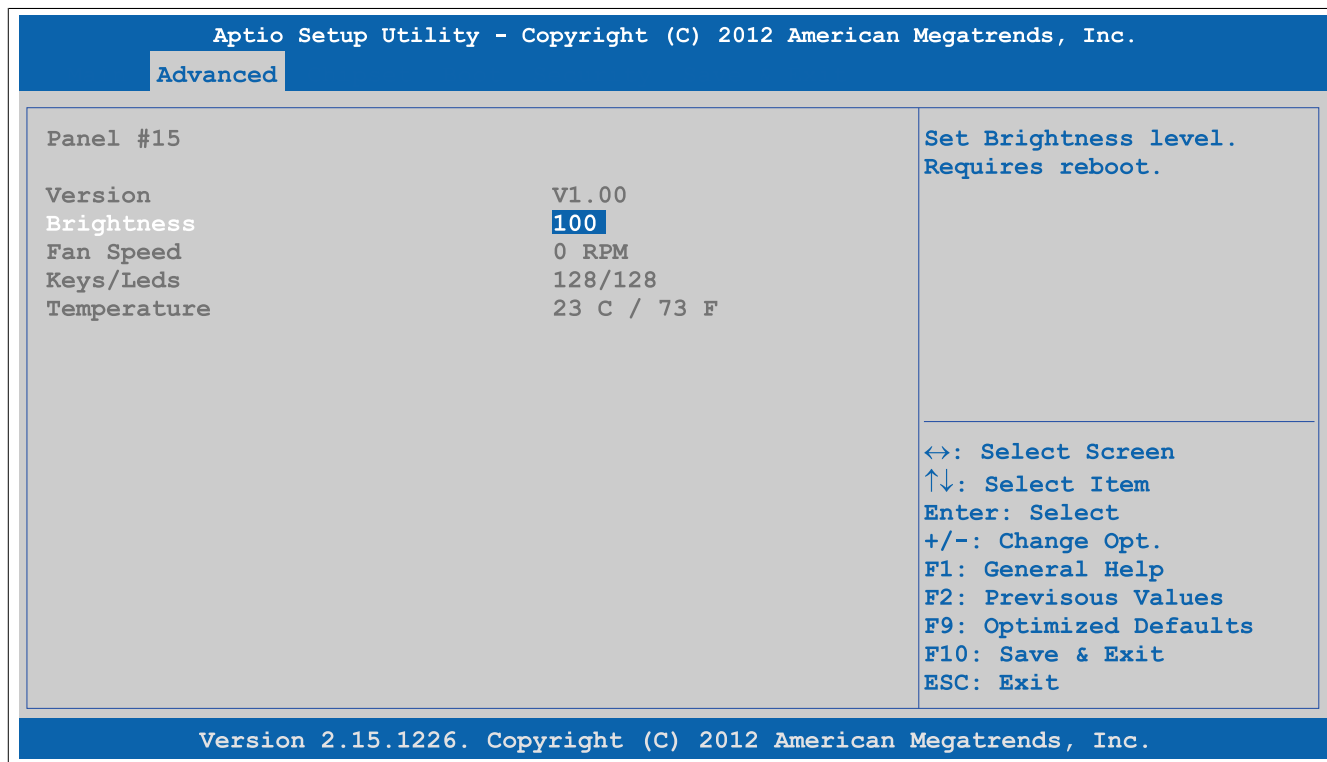 Aptio Setup Utility - Copyright (C) 2012 American Megatrends, Inc.
Advanced
Panel #15
Version V1.00
Brightness 100
Fan Speed 0 RPM
Keys/Leds 128/128
Temperature 23 C / 73 F
Set Brightness level.
Requires reboot.
↔: Select Screen
↑↓: Select Item
Enter: Select
+/-: Change Opt.
F1: General Help
F2: Previsous Values
F9: Optimized Defaults
F10: Save & Exit
ESC: Exit
Version 2.15.1226. Copyright (C) 2012 American Megatrends, Inc.